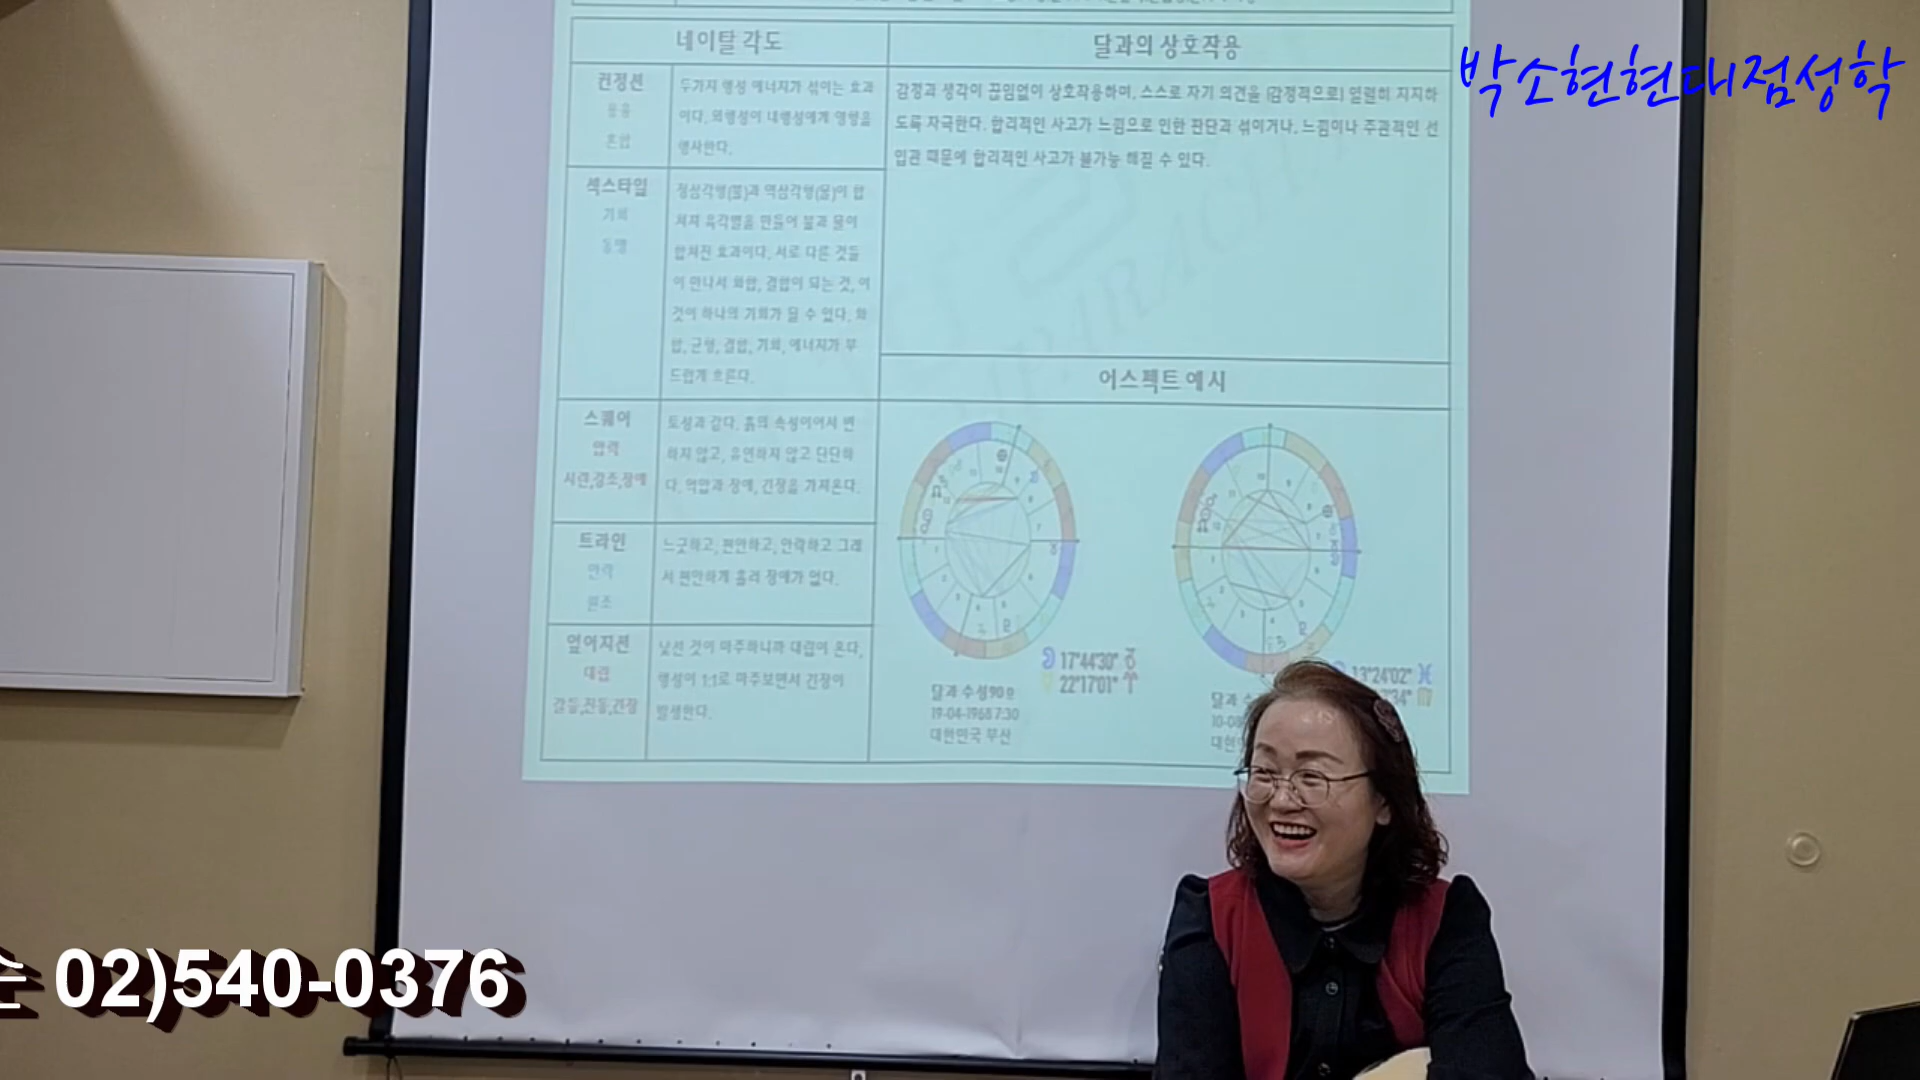 박소현현대점성학
네이탈 각도
달과의 상호작용
컨정션
융융
혼합
두가지 행성 에너지가 섞이는 효과
이다. 외행성이 내행성에게 영향을
행사한다.
감정과 생각이 끊임없이 상호작용하며, 스스로 자기 의견을 (감정적으로) 열렬히 지지하
도록 자극한다. 합리적인 사고가 느낌으로 인한 판단과 섞이거나, 느낌이나 주관적인 선
입관 때문에 합리적인 사고가 불가능 해질 수 있다.
섹스타일
기회
동맹
정삼각형(불)과 역삼각형(물)이 합
쳐져 육각별을 만들어 불과 물이
합쳐진 효과이다. 서로 다른 것들
이 만나서 화합, 결합이 되는 것, 이
것이 하나의 기회가 될 수 있다. 화
합, 균형, 결합, 기회, 에너지가 부
드럽게 흐른다.
어스펙트 예시
스퀘어
압력
시련,강조,장애
토성과 같다. 흙의 속성이어서 변
하지 않고, 유연하지 않고 단단하
다. 억압과 장애, 긴장을 가져온다.
트라인
안락
원조
느긋하고, 편안하고, 안락하고 그래
서 편안하게 흘러 장애가 없다.
옆어지션
대립
갈등,긴장
낯선 것이 마주하니까 대립이 온다,
행성이 1:1로 마주보면서 긴장이
발생한다.
17°44'30"
22°17'01"
달과 수성90º
19-04-1968 7:30
대한민국 부산
13°24'02"
달과
02)540-0376